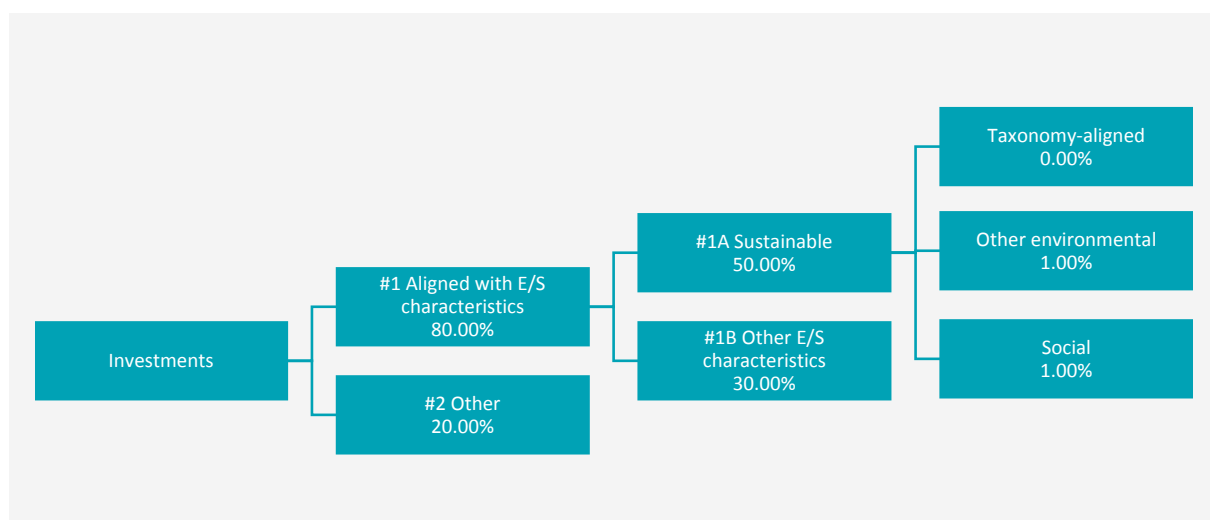 Investments
#1 Aligned with E/S
characteristics
80.00%
#2 Other
20.00%
#1A Sustainable
50.00%
#1B Other E/S
characteristics
30.00%
Taxonomy-aligned
0.00%
Other environmental
1.00%
Social
1.00%